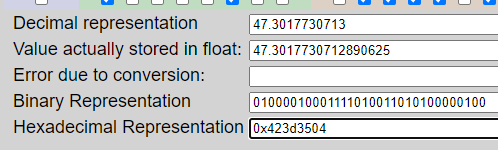 Decimal representation 47.3017730713
Value actually stored in float: 47.3017730712890625
Error due to conversion:
Binary Representation 01000010001111010011010100000100
Hexadecimal Representation 0x423d3504